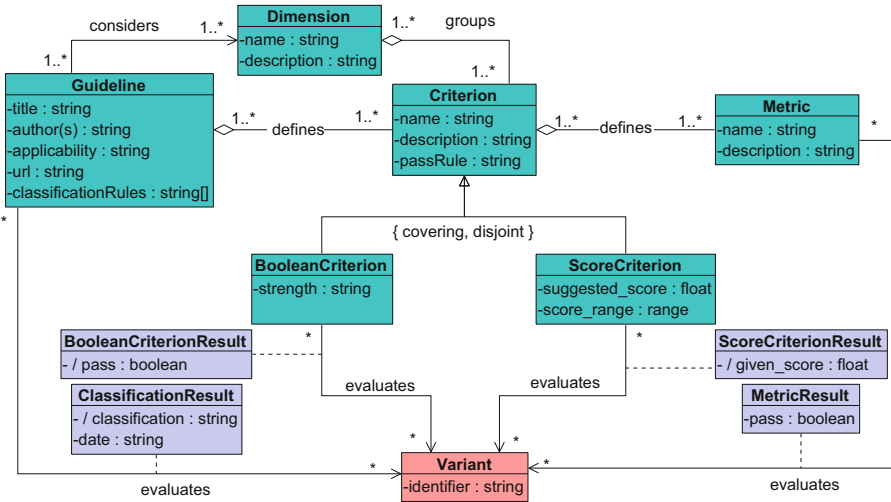 Dimension
-name : string
-description : string
considers
1..*
1..*
1..*
groups
1..*
Guideline
-title : string
-author(s) : string
-applicability : string
-url : string
-classificationRules : string[]
1..*
defines
1..*
Criterion
-name : string
-description : string
-passRule : string
1..*
defines
1..*
Metric
-name : string
-description : string
*
*
{ covering, disjoint }
BooleanCriterion
-strength : string
ScoreCriterion
-suggested_score : float
-score_range : range
BooleanCriterionResult
- / pass : boolean
*
*
ScoreCriterionResult
- / given_score : float
ClassificationResult
- / classification : string
-date : string
evaluates
evaluates
MetricResult
-pass : boolean
*
*
*
*
Variant
-identifier : string
evaluates
evaluates